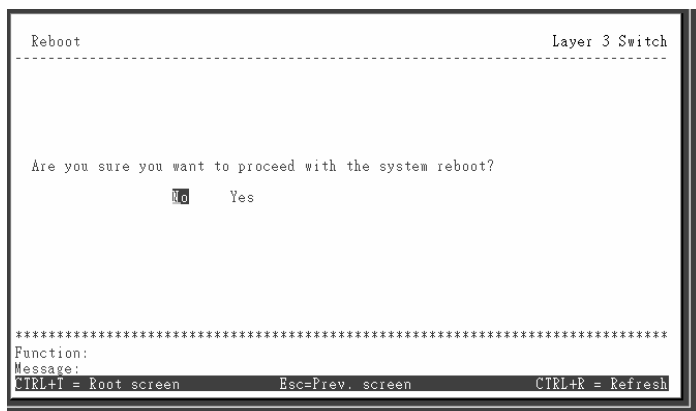 Reboot Layer 3 Switch
Are you sure you want to proceed with the system reboot?
No Yes
*******************************************************************************
Function:
Message:
CTRL+T = Root screen Esc=Prev. screen CTRL+R = Refresh